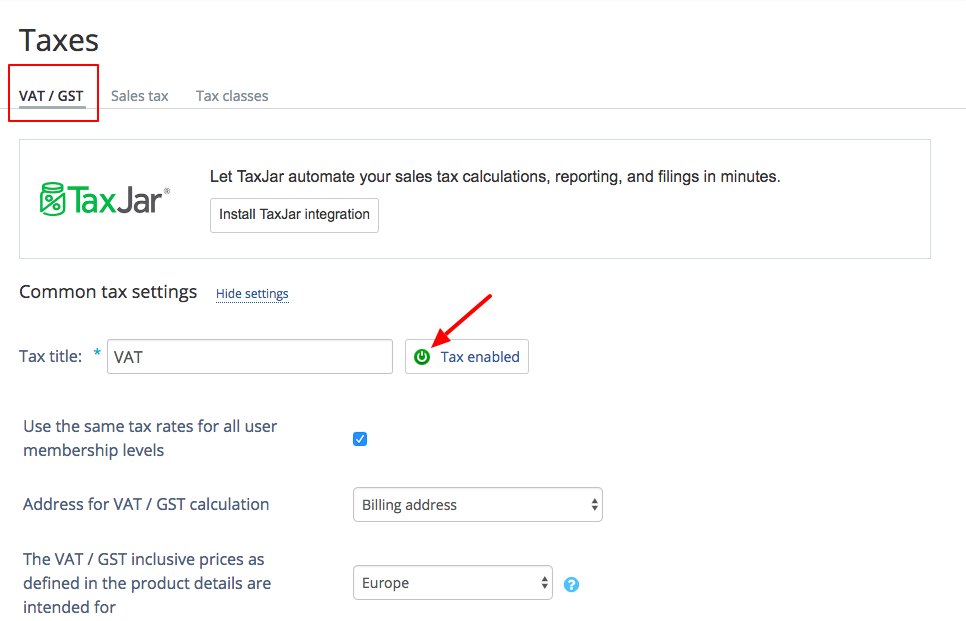 Taxes
VAT / GST
Sales tax
Tax classes
Let TaxJar automate your sales tax calculations, reporting, and filings in minutes.
TaxJar®
Install TaxJar integration
Common tax settings
Hide settings
Tax title: *
VAT
Tax enabled
Use the same tax rates for all user
membership levels
Address for VAT / GST calculation
Billing address
The VAT / GST inclusive prices as
defined in the product details are
intended for
Europe
?